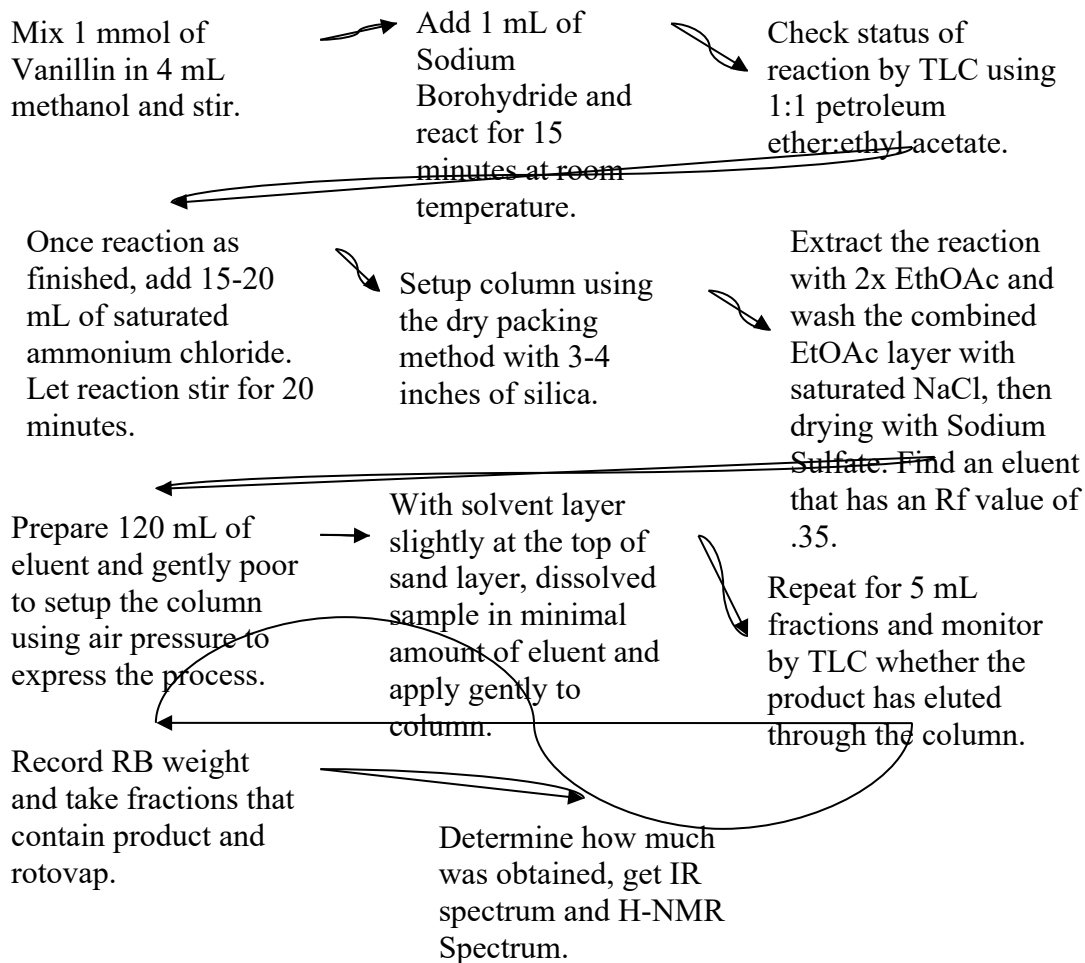 Mix 1 mmol of
Vanillin in 4 mL
methanol and stir.
Add 1 mL of
Sodium
Borohydride and
react for 15
minutes at room
temperature.
Check status of
reaction by TLC using
1:1 petroleum
ether:ethyl acetate.
Once reaction as
finished, add 15-20
mL of saturated
ammonium chloride.
Let reaction stir for 20
minutes.
Setup column using
the dry packing
method with 3-4
inches of silica.
Extract the reaction
with 2x EthOAc and
wash the combined
EtOAc layer with
saturated NaCl, then
drying with Sodium
Sulfate. Find an eluent
that has an Rf value of
.35.
Prepare 120 mL of
eluent and gently poor
to setup the column
using air pressure to
express the process.
With solvent layer
slightly at the top of
sand layer, dissolved
sample in minimal
amount of eluent and
apply gently to
column.
Repeat for 5 mL
fractions and monitor
by TLC whether the
product has eluted
through the column.
Record RB weight
and take fractions that
contain product and
rotovap.
Determine how much
was obtained, get IR
spectrum and H-NMR
Spectrum.